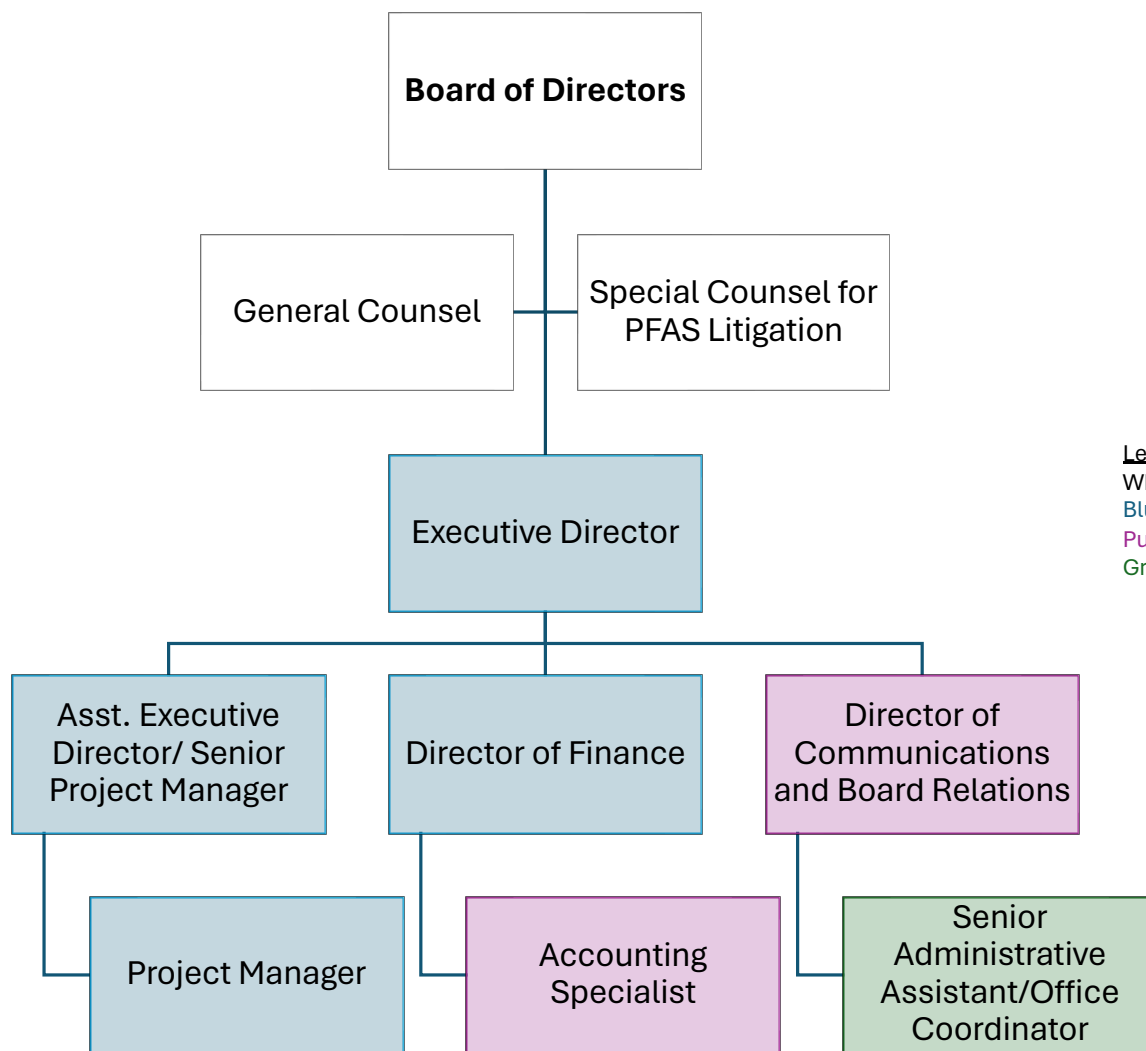 Board of Directors
General Counsel
Special Counsel for
PFAS Litigation
Executive Director
Asst. Executive
Director/ Senior
Project Manager
Director of Finance
Director of
Communications
and Board Relations
Project Manager
Accounting
Specialist
Senior
Administrative
Assistant/Office
Coordinator